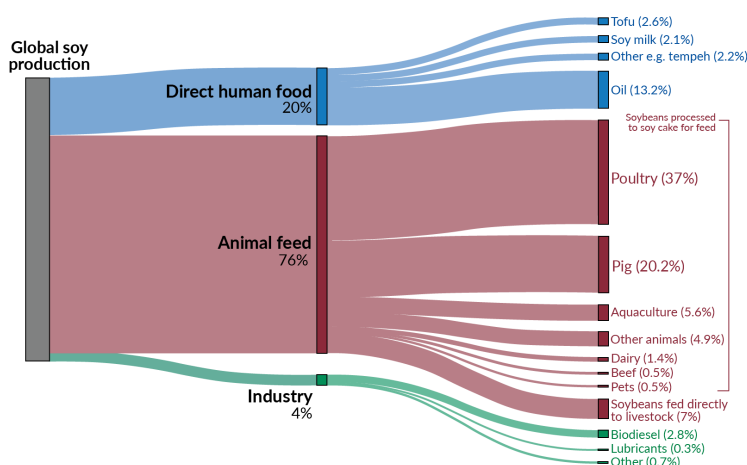 Global soy
production
Direct human food
20%
Animal feed
76%
Industry
4%
Tofu (2.6%)
Soy milk (2.1%)
Other e.g. tempeh (2.2%)
Oil (13.2%)
Soybeans processed
to soy cake for feed
Poultry (37%)
Pig (20.2%)
Aquaculture (5.6%)
Other animals (4.9%)
Dairy (1.4%)
Beef (0.5%)
Pets (0.5%)
Soybeans fed directly
to livestock (7%)
Biodiesel (2.8%)
Lubricants (0.3%)
Other (0.7%)